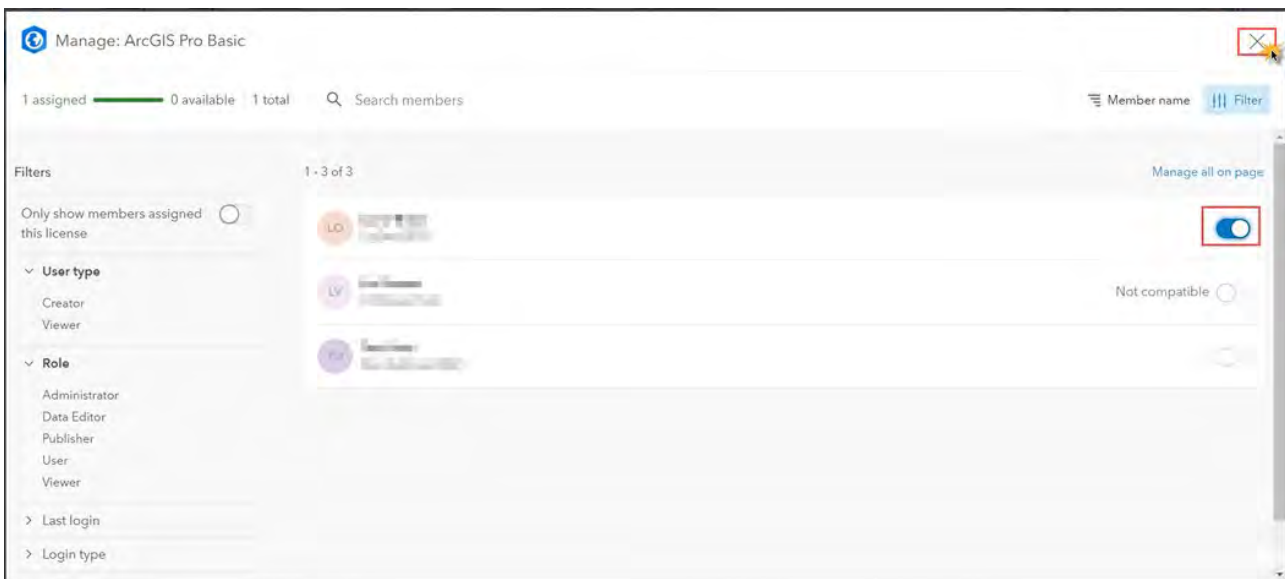 Manage: ArcGIS Pro Basic
1 assigned 0 available 1 total Search members Member name Filter
Filters
1 - 3 of 3 Manage all on page
Only show members assigned
this license
LO
User type
LV Not compatible
Creator
Viewer
Role
Administrator
Data Editor
Publisher
User
Viewer
Last login
Login type